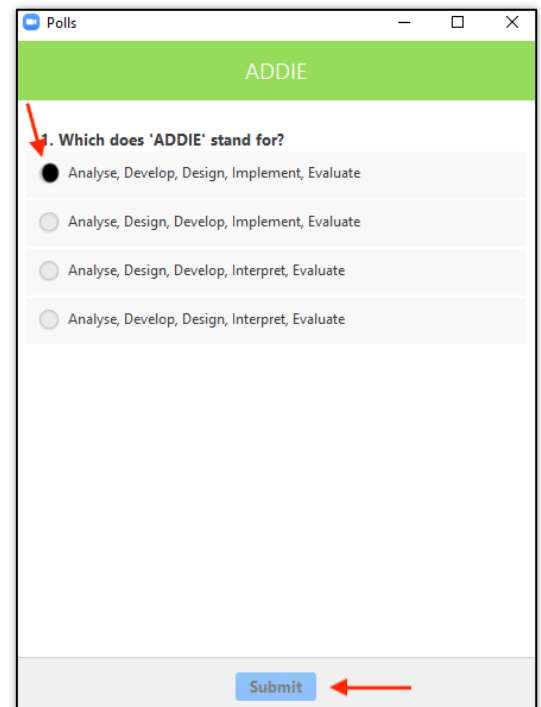 Polls
ADDIE
1. Which does 'ADDIE' stand for?
Analyse, Develop, Design, Implement, Evaluate
Analyse, Design, Develop, Implement, Evaluate
Analyse, Design, Develop, Interpret, Evaluate
Analyse, Develop, Design, Interpret, Evaluate
Submit